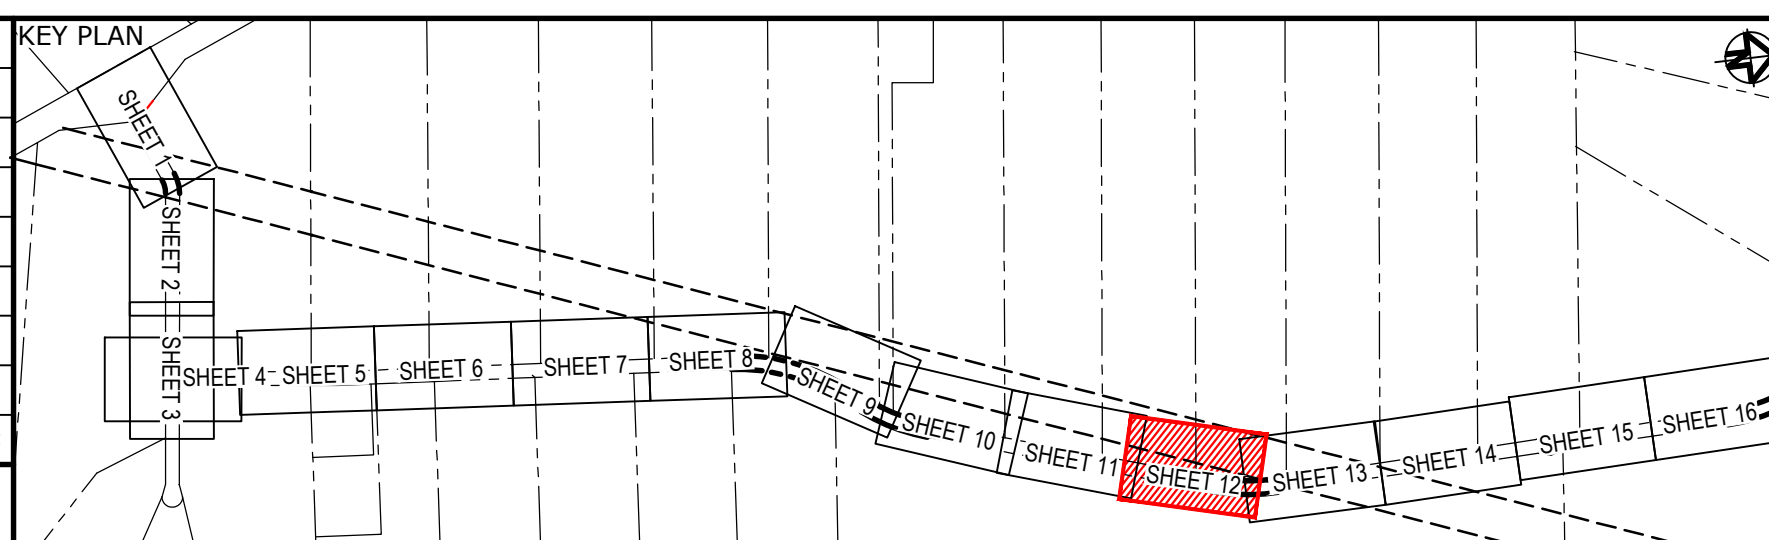 KEY PLAN
N
SHEET 1
SHEET 2
SHEET 3
SHEET 4
SHEET 5
SHEET 6
SHEET 7
SHEET 8
SHEET 9
SHEET 10
SHEET 11
SHEET 12
SHEET 13
SHEET 14
SHEET 15
SHEET 16